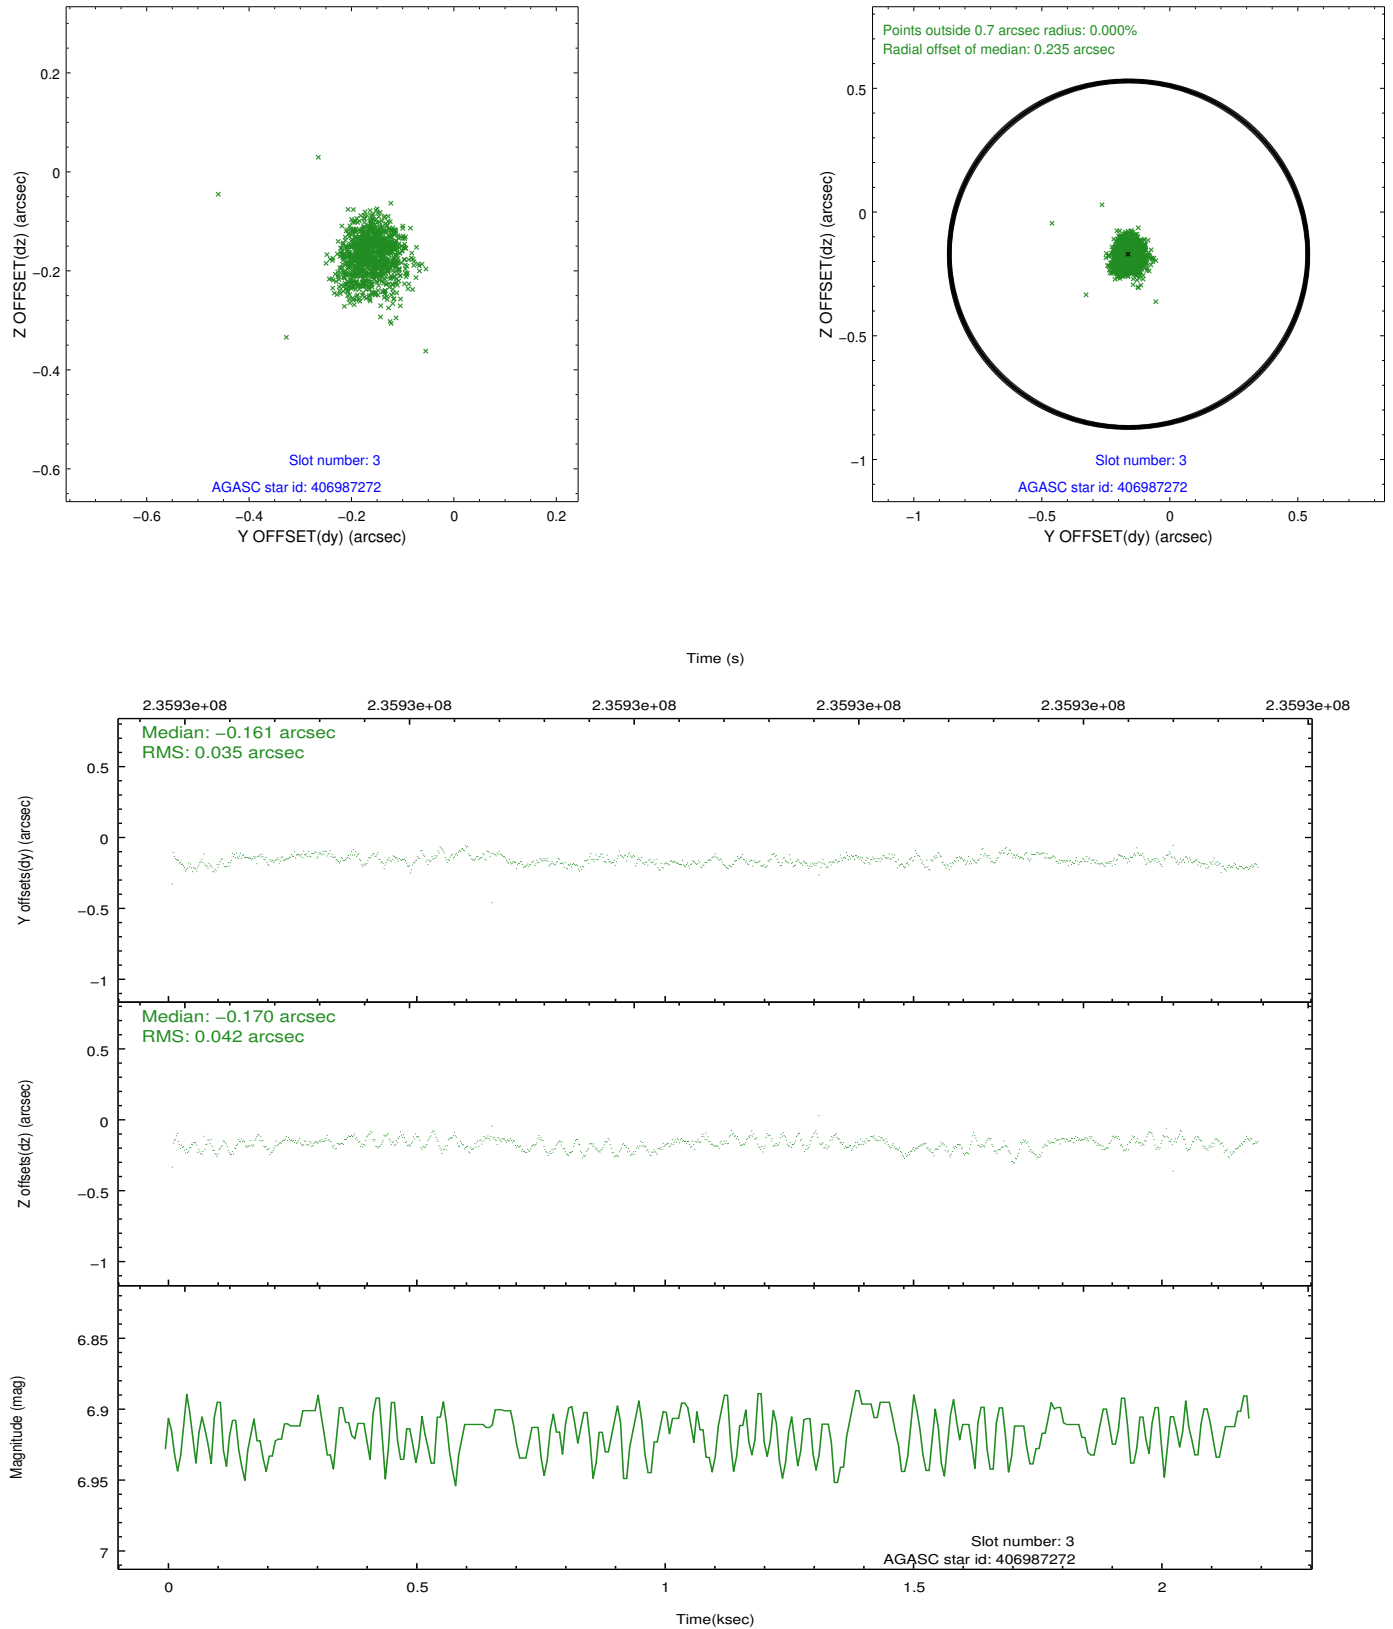 0.2
0
−0.2
−0.4
−0.6
Z OFFSET(dz) (arcsec)
Slot number: 3
AGASC star id: 406987272
−0.6
−0.4
−0.2
0
0.2
Y OFFSET(dy) (arcsec)
Points outside 0.7 arcsec radius: 0.000%
Radial offset of median: 0.235 arcsec
0.5
0
−0.5
−1
Z OFFSET(dz) (arcsec)
Slot number: 3
AGASC star id: 406987272
−1
−0.5
0
0.5
Y OFFSET(dy) (arcsec)
Time (s)
2.3593e+08
2.3593e+08
2.3593e+08
2.3593e+08
2.3593e+08
2.3593e+08
Median: −0.161 arcsec
RMS: 0.035 arcsec
0.5
0
−0.5
−1
Y offsets(dy) (arcsec)
Median: −0.170 arcsec
RMS: 0.042 arcsec
0.5
0
−0.5
−1
Z offsets(dz) (arcsec)
6.85
6.9
6.95
7
Magnitude (mag)
Slot number: 3
AGASC star id: 406987272
0
0.5
1
1.5
2
Time(ksec)